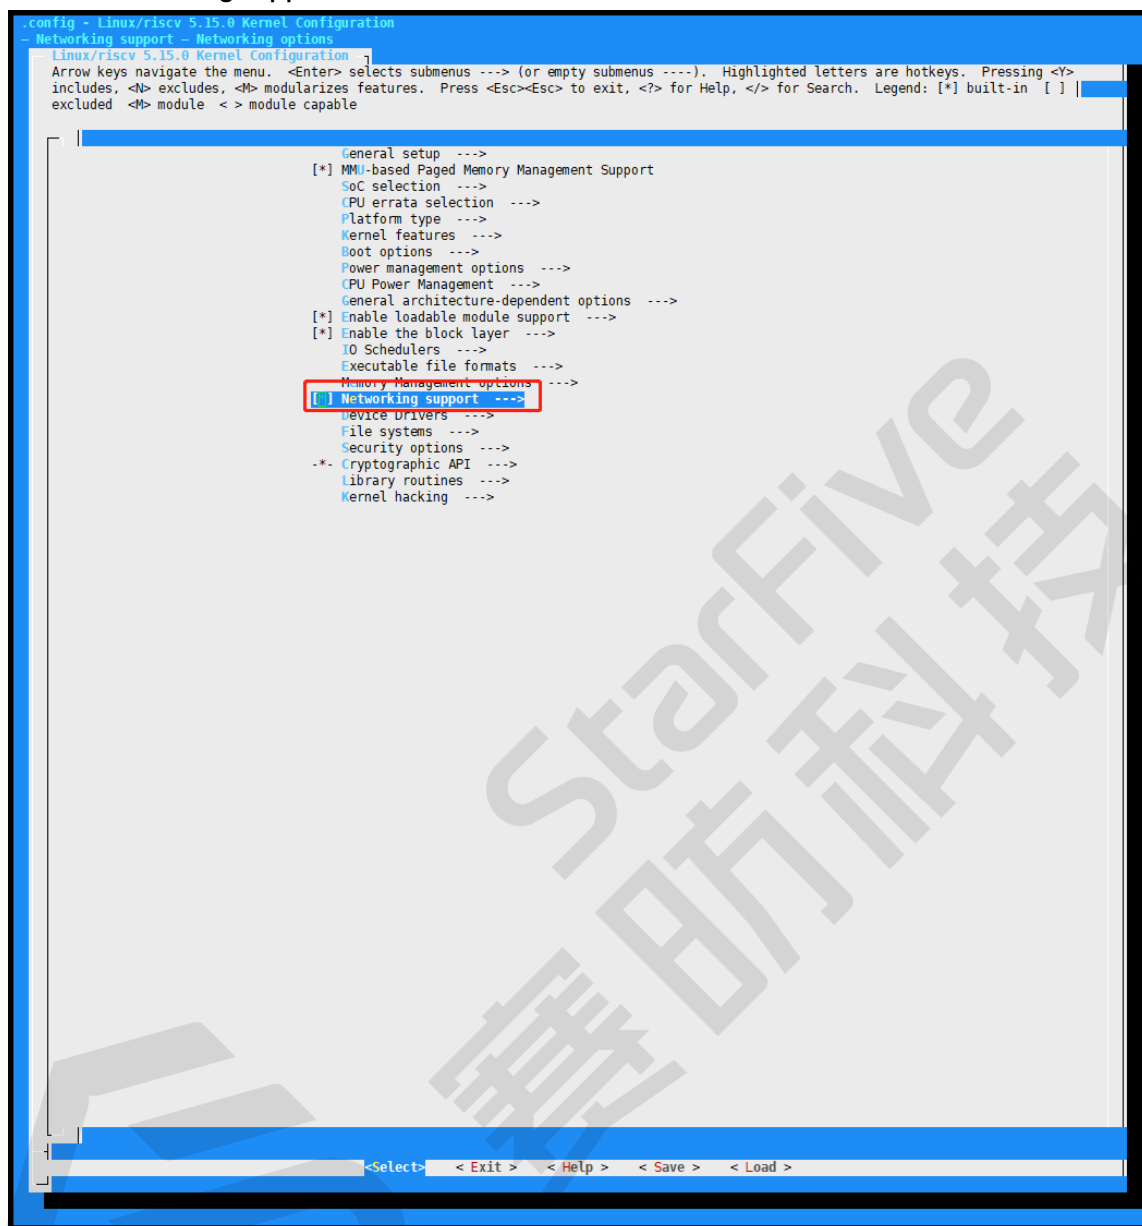 .config - Linux/riscv 5.15.0 Kernel Configuration
– Networking support – Networking options
Linux/riscv 5.15.0 Kernel Configuration
Arrow keys navigate the menu. <Enter> selects submenus ---> (or empty submenus ----). Highlighted letters are hotkeys. Pressing <Y>
includes, <N> excludes, <M> modularizes features. Press <Esc><Esc> to exit, <?> for Help, </> for Search. Legend: [*] built-in [ ]
excluded <M> module < > module capable
General setup --->
[*] MMU-based Paged Memory Management Support
SoC selection --->
CPU errata selection --->
Platform type --->
Kernel features --->
Boot options --->
Power management options --->
CPU Power Management --->
General architecture-dependent options --->
[*] Enable loadable module support --->
[*] Enable the block layer --->
IO Schedulers --->
Executable file formats --->
Memory Management options --->
[*] Networking support --->
Device Drivers --->
File systems --->
Security options --->
-*- Cryptographic API --->
Library routines --->
Kernel hacking --->
StarFive
赛昉科技
<Select> < Exit > < Help > < Save > < Load >